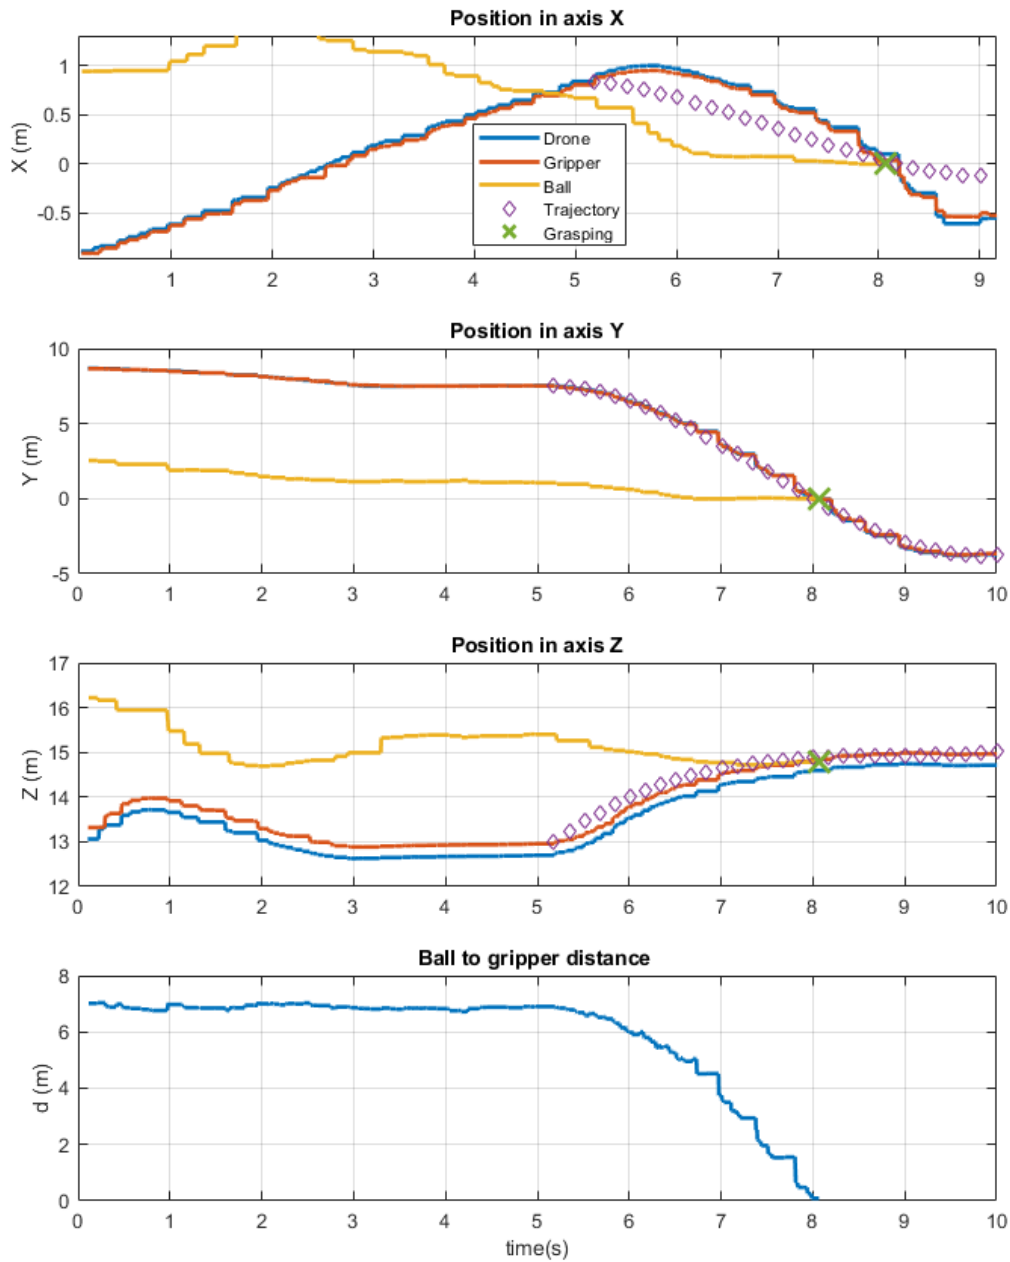 Position in axis X
X (m)
1
0.5
0
-0.5
Drone
Gripper
Ball
Trajectory
Grasping
1 2 3 4 5 6 7 8 9
Position in axis Y
Y (m)
10
5
0
-5
0 1 2 3 4 5 6 7 8 9 10
Position in axis Z
Z (m)
17
16
15
14
13
12
0 1 2 3 4 5 6 7 8 9 10
Ball to gripper distance
d (m)
8
6
4
2
0
0 1 2 3 4 5 6 7 8 9 10
time(s)